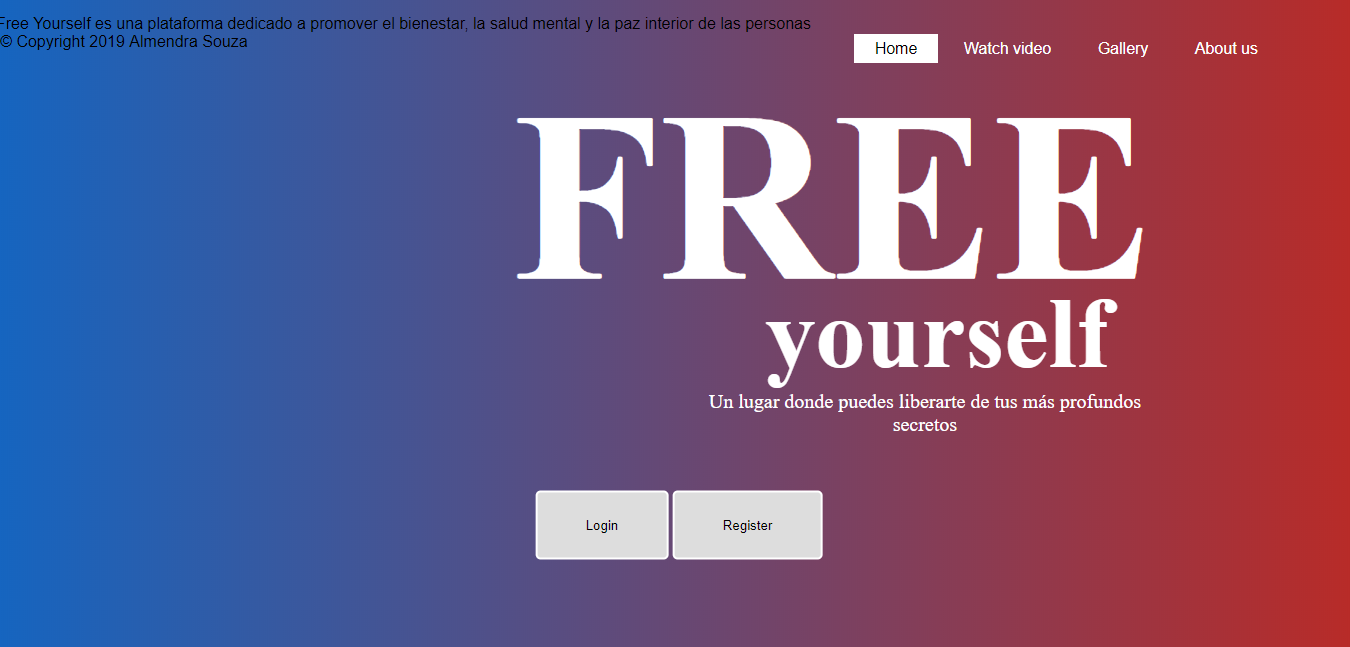 Free Yourself es una plataforma dedicado a promover el bienestar, la salud mental y la paz interior de las personas
© Copyright 2019 Almendra Souza
Home Watch video Gallery About us
FREE
yourself
Un lugar donde puedes liberarte de tus más profundos
secretos
Login Register